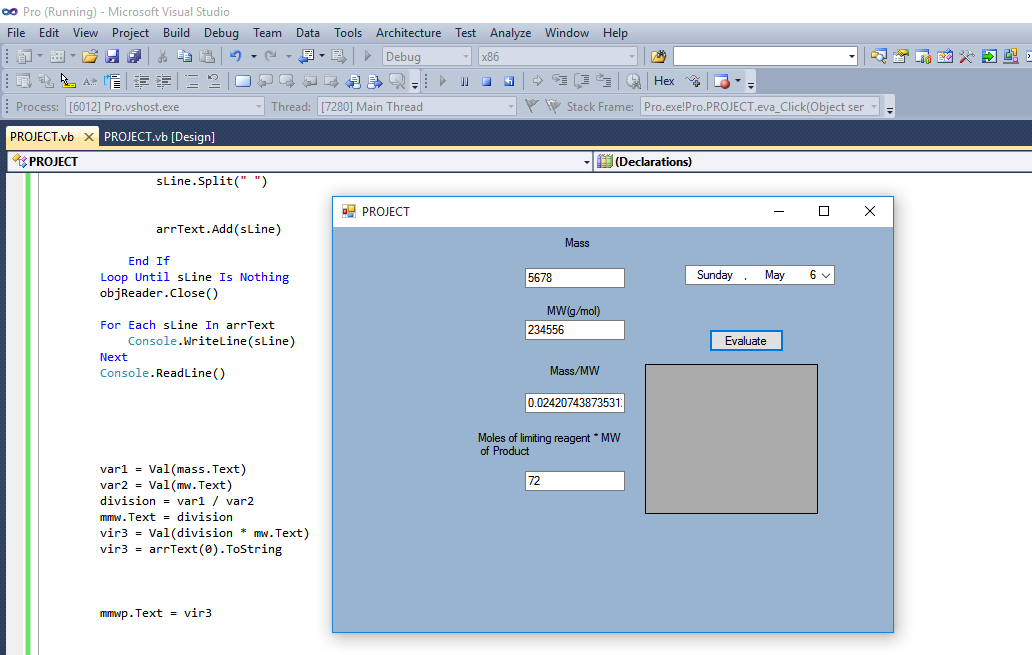 Pro (Running) - Microsoft Visual Studio
File Edit View Project Build Debug Team Data Tools Architecture Test Analyze Window Help
Debug x86
Hex
Process: [6012] Pro.vshost.exe Thread: [7280] Main Thread Stack Frame: Pro.exe!Pro.PROJECT.eva_Click(Object ser
PROJECT.vb PROJECT.vb [Design]
PROJECT (Declarations)
sLine.Split(" ")
arrText.Add(sLine)
End If
Loop Until sLine Is Nothing
objReader.Close()
For Each sLine In arrText
Console.WriteLine(sLine)
Next
Console.ReadLine()
var1 = Val(mass.Text)
var2 = Val(mw.Text)
division = var1 / var2
mmw.Text = division
vir3 = Val(division * mw.Text)
vir3 = arrText(0).ToString
mmwp.Text = vir3
PROJECT
Mass
5678
Sunday , May 6
MW(g/mol)
234556
Evaluate
Mass/MW
0.02420743873531
Moles of limiting reagent * MW
of Product
72